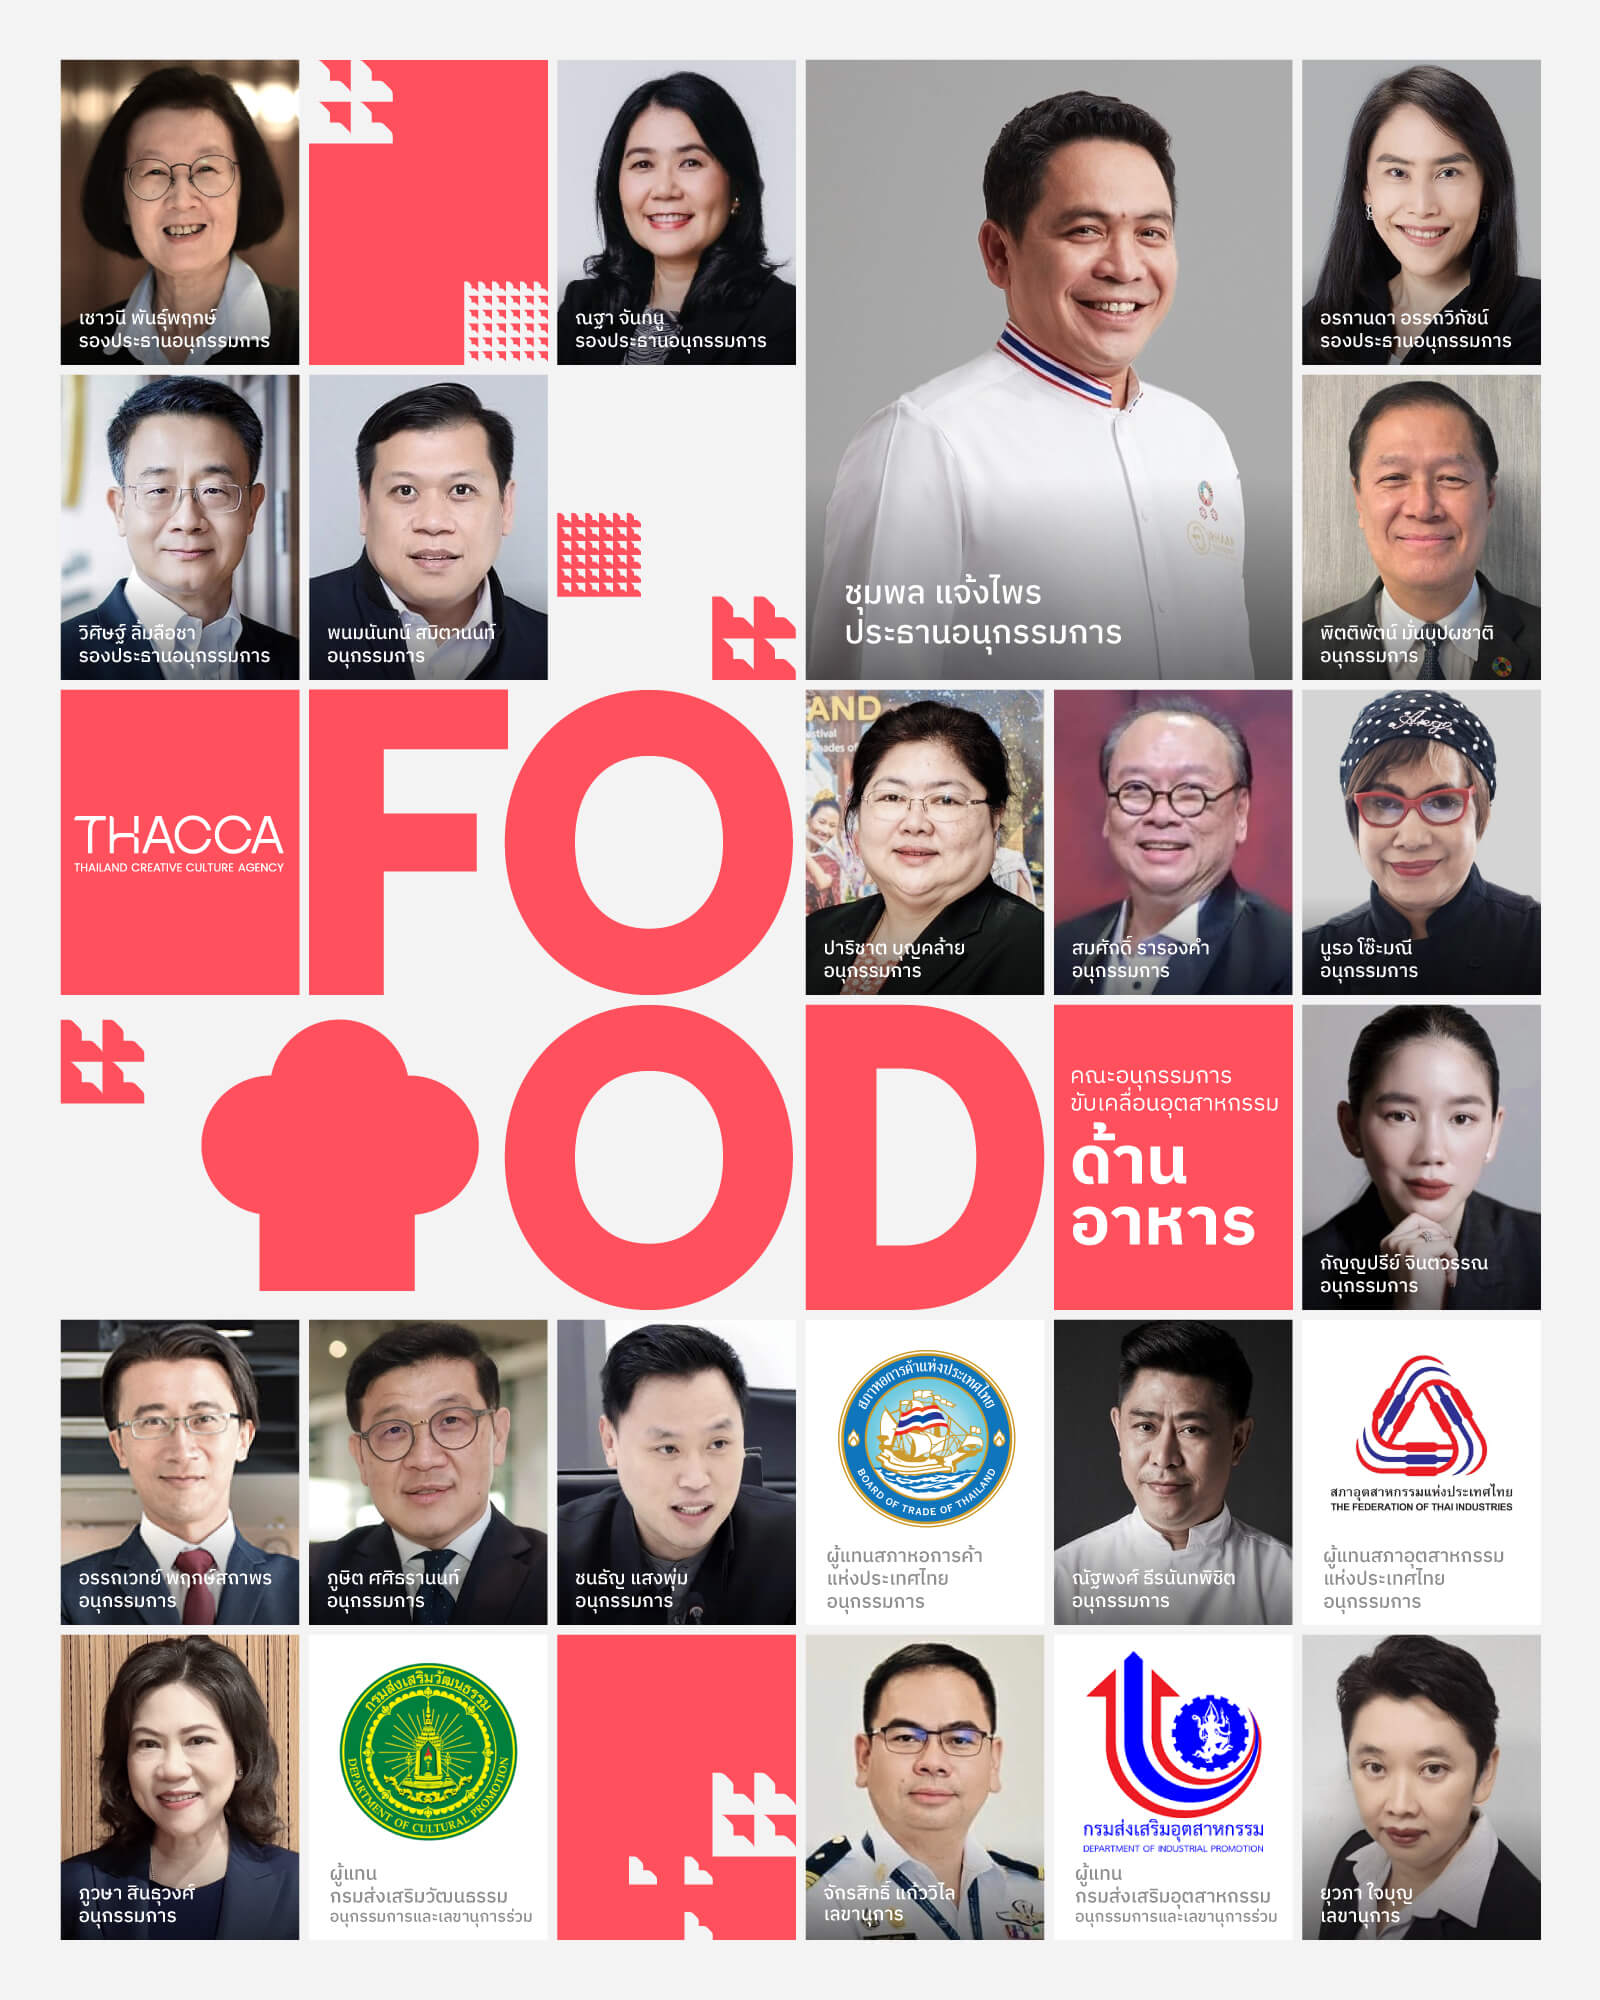 เชาวนี พันธุ์พฤกษ์
รองประธานอนุกรรมการ
ณฐา จันทนู
รองประธานอนุกรรมการ
ชุมพล แจ้งไพร
ประธานอนุกรรมการ
อรกานดา อรรถวิภัชน์
รองประธานอนุกรรมการ
วิศิษฐ์ ลิ้มลือชา
รองประธานอนุกรรมการ
พนมนันทน์ สมิตานนท์
อนุกรรมการ
พิตติพัตน์ มั่นบุปผชาติ
อนุกรรมการ
THACCA
THAILAND CREATIVE CULTURE AGENCY
FO
OD
AND
estival
Shades of
ปาริชาต บุญคล้าย
อนุกรรมการ
สมศักดิ์ รารองคำ
อนุกรรมการ
นูรอ โซ๊ะมณี
อนุกรรมการ
คณะอนุกรรมการ
ขับเคลื่อนอุตสาหกรรม
ด้าน
อาหาร
กัญญปรีย์ จินตวรรณ
อนุกรรมการ
อรรถเวทย์ พฤกษ์สถาพร
อนุกรรมการ
ภูษิต ศศิธรานนท์
อนุกรรมการ
ชนธัญ แสงพุ่ม
อนุกรรมการ
สภาหอการค้าแห่งประเทศไทย
BOARD OF TRADE OF THAILAND
ผู้แทนสภาหอการค้า
แห่งประเทศไทย
อนุกรรมการ
ณัฐพงศ์ ธีรนันทพิชิต
อนุกรรมการ
สภาอุตสาหกรรมแห่งประเทศไทย
THE FEDERATION OF THAI INDUSTRIES
ผู้แทนสภาอุตสาหกรรม
แห่งประเทศไทย
อนุกรรมการ
ภูวษา สินธุวงศ์
อนุกรรมการ
กรมส่งเสริมวัฒนธรรม
DEPARTMENT OF CULTURAL PROMOTION
ผู้แทน
กรมส่งเสริมวัฒนธรรม
อนุกรรมการและเลขานุการร่วม
จักรสิทธิ์ แก้ววิไล
เลขานุการ
กรมส่งเสริมอุตสาหกรรม
DEPARTMENT OF INDUSTRIAL PROMOTION
ผู้แทน
กรมส่งเสริมอุตสาหกรรม
อนุกรรมการและเลขานุการร่วม
ยุวภา ใจบุญ
เลขานุการ